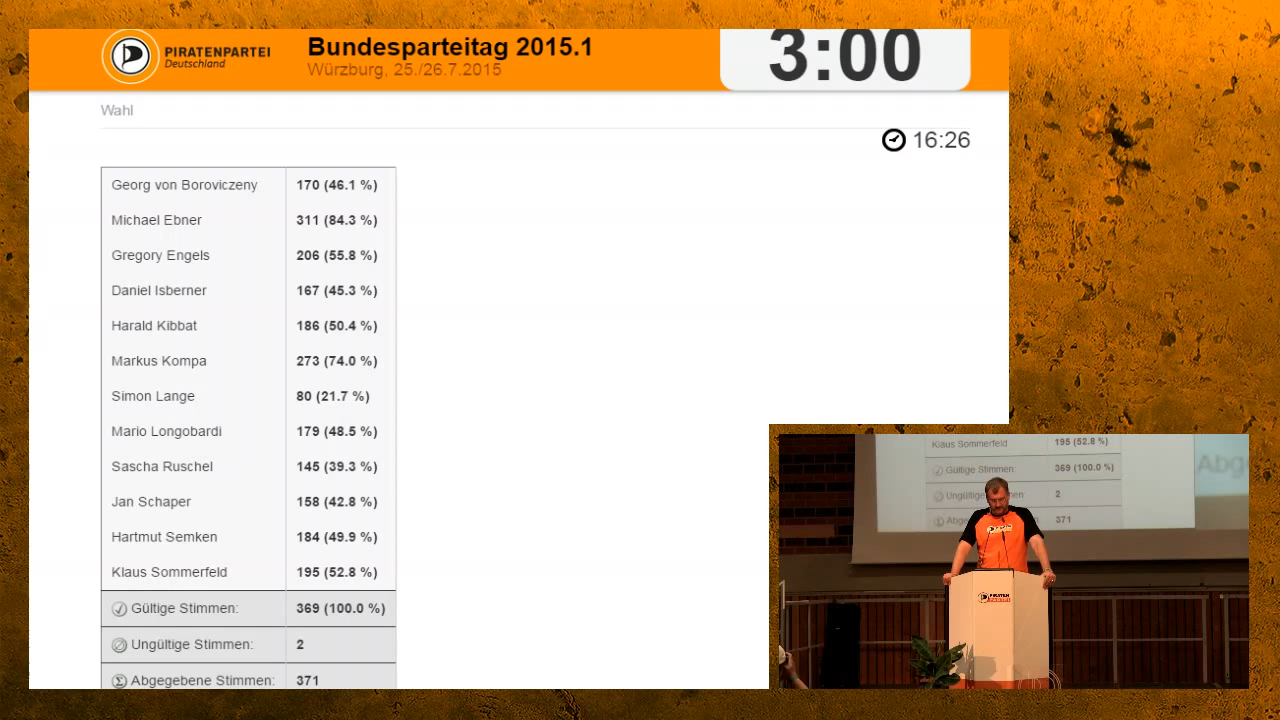 PIRATENPARTEI
Deutschland
Bundesparteitag 2015.1
Würzburg, 25./26.7.2015
3:00
Wahl
16:26
Georg von Boroviczeny 170 (46.1 %)
Michael Ebner 311 (84.3 %)
Gregory Engels 206 (55.8 %)
Daniel Isberner 167 (45.3 %)
Harald Kibbat 186 (50.4 %)
Markus Kompa 273 (74.0 %)
Simon Lange 80 (21.7 %)
Mario Longobardi 179 (48.5 %)
Sascha Ruschel 145 (39.3 %)
Jan Schaper 158 (42.8 %)
Hartmut Semken 184 (49.9 %)
Klaus Sommerfeld 195 (52.8 %)
Gültige Stimmen: 369 (100.0 %)
Ungültige Stimmen: 2
Abgegebene Stimmen: 371
Klaus Sommerfeld 195 (52.8 %)
Gültige Stimmen: 369 (100.0 %)
2
371
PIRATEN
PARTEI